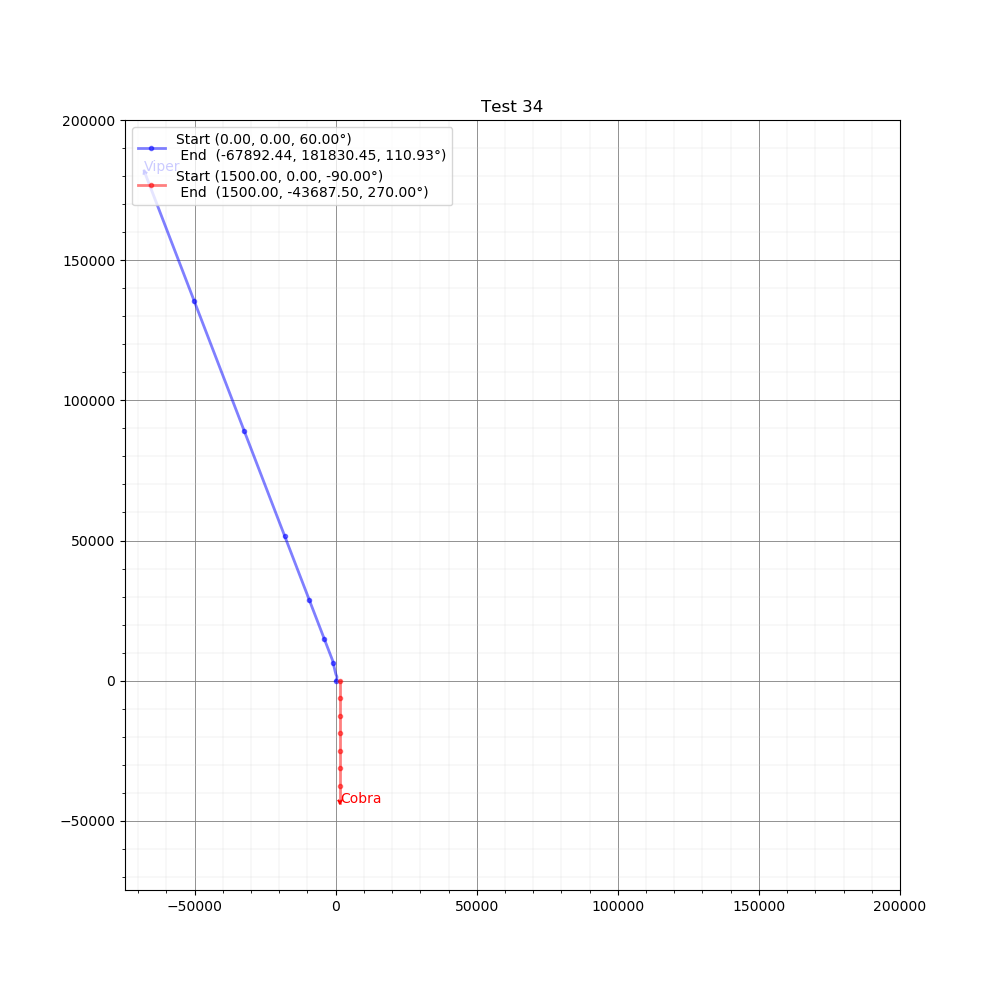 Test 34
200000
150000
100000
50000
0
−50000
Start (0.00, 0.00, 60.00°)
End  (-67892.44, 181830.45, 110.93°)
Viper
Start (1500.00, 0.00, -90.00°)
End  (1500.00, -43687.50, 270.00°)
Cobra
−50000 0 50000 100000 150000 200000